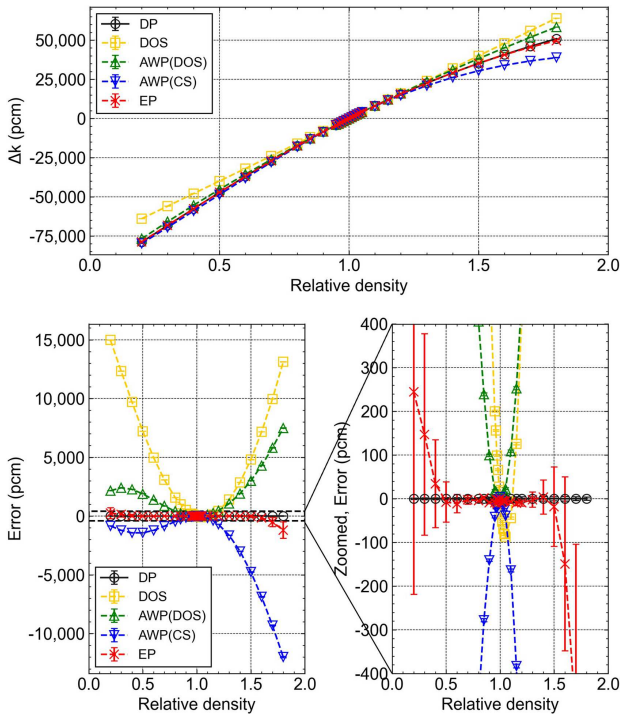 50,000
25,000
0
-25,000
-50,000
-75,000
Δk (pcm)
DP
DOS
AWP(DOS)
AWP(CS)
EP
0.0 0.5 1.0 1.5 2.0
Relative density
15,000
10,000
5,000
0
-5,000
-10,000
Error (pcm)
DP
DOS
AWP(DOS)
AWP(CS)
EP
0.0 0.5 1.0 1.5 2.0
Relative density
400
300
200
100
0
-100
-200
-300
-400
Zoomed, Error (pcm)
0.0 0.5 1.0 1.5 2.0
Relative density